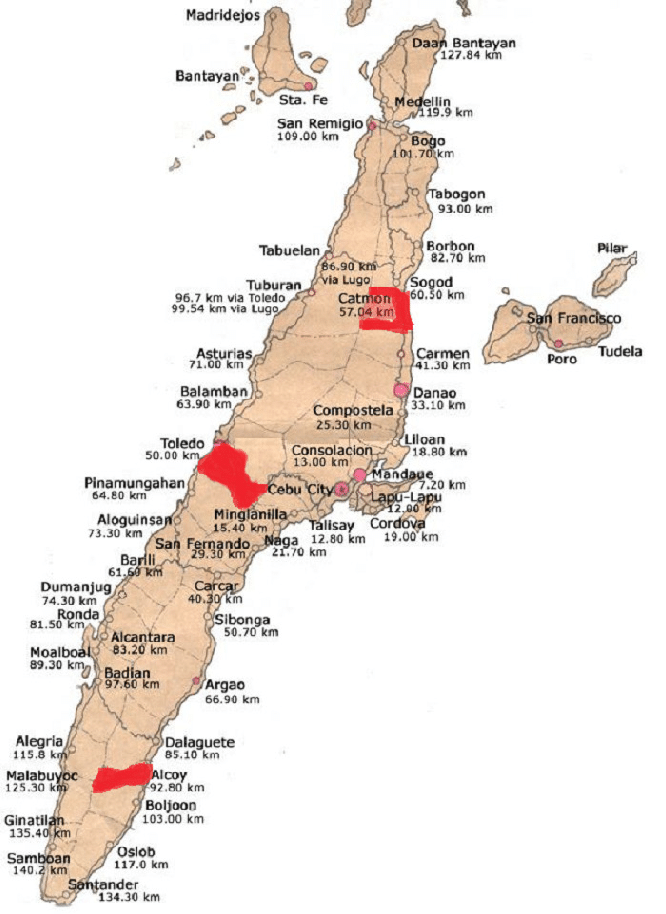 Madridejos
Daan Bantayan
127.84 km
Bantayan
Sta. Fe
Medellin
119.9 km
San Remigio
109.00 km
Bogo
101.70 km
Tabogon
93.00 km
Borbon
82.70 km
Tabuelan
86.90 km
via Lugo
Pilar
Tuburan
96.7 km via Toledo
99.54 km via Lugo
Sogod
60.50 km
Catmon
57.04 km
San Francisco
Poro
Tudela
Asturias
71.00 km
Carmen
41.30 km
Balamban
63.90 km
Danao
33.10 km
Compostela
25.30 km
Toledo
50.00 km
Liloan
18.80 km
Consolacion
13.00 km
Mandaue
7.20 km
Pinamungahan
64.80 km
Cebu City
Lapu-Lapu
12.00 km
Minglanilla
15.40 km
Talisay
12.80 km
Cordova
19.00 km
Aloguinsan
73.30 km
San Fernando
29.30 km
Naga
21.70 km
Barili
61.60 km
Carcar
40.30 km
Dumanjug
74.30 km
Ronda
81.50 km
Sibonga
50.70 km
Alcantara
83.20 km
Moalboal
89.30 km
Badian
97.60 km
Argao
66.90 km
Alegria
115.8 km
Dalaguete
85.10 km
Malabuyoc
125.30 km
Alcoy
92.80 km
Boljoon
103.00 km
Ginatilan
135.40 km
Oslob
117.0 km
Samboan
140.2 km
Santander
134.30 km